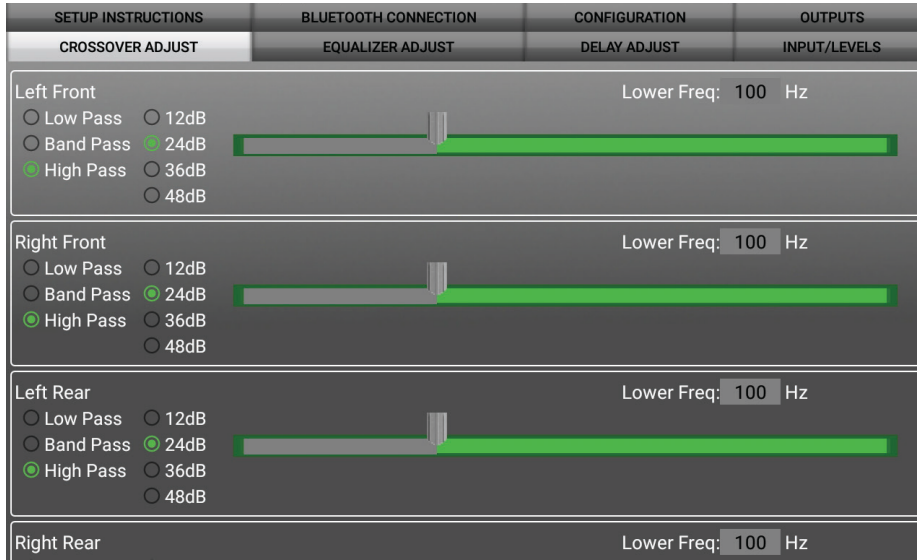 SETUP INSTRUCTIONS BLUETOOTH CONNECTION CONFIGURATION OUTPUTS
CROSSOVER ADJUST EQUALIZER ADJUST DELAY ADJUST INPUT/LEVELS
Left Front Lower Freq: 100 Hz
Low Pass 12dB
Band Pass 24dB
High Pass 36dB
48dB
Right Front Lower Freq: 100 Hz
Low Pass 12dB
Band Pass 24dB
High Pass 36dB
48dB
Left Rear Lower Freq: 100 Hz
Low Pass 12dB
Band Pass 24dB
High Pass 36dB
48dB
Right Rear Lower Freq: 100 Hz